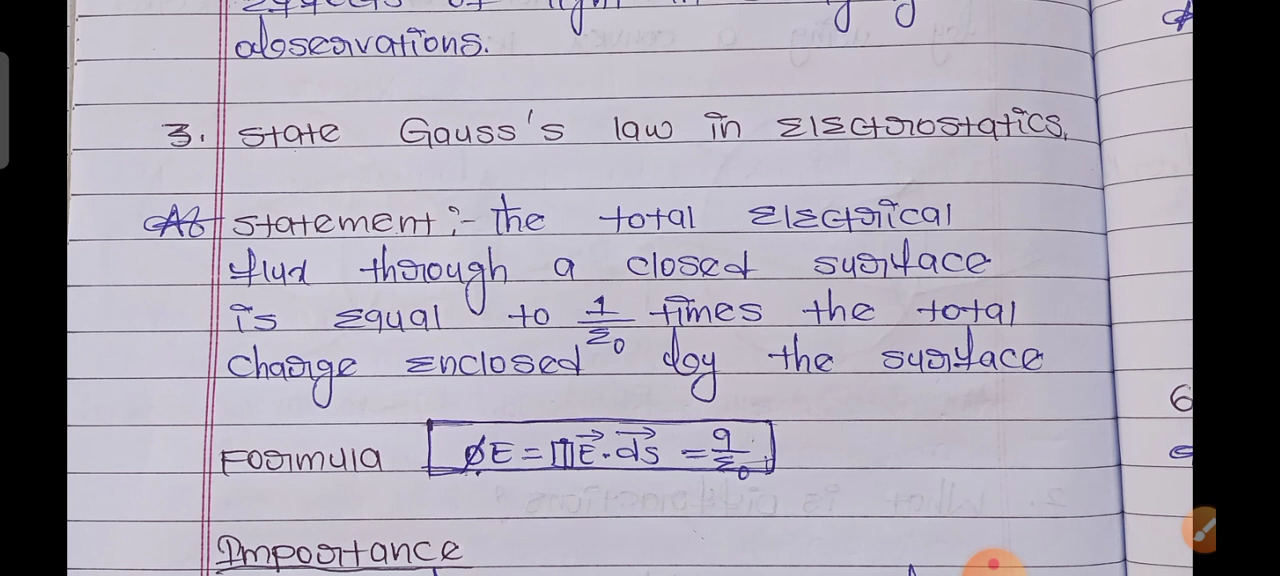 observations.
3. state Gauss's law in Electrostatics.
statement :- the total Electrical
flux through a closed surface
is equal to 1/ε0 times the total
charge enclosed by the surface
Formula ØE = ∏E⃗.ds⃗ = q/ε0
Importance